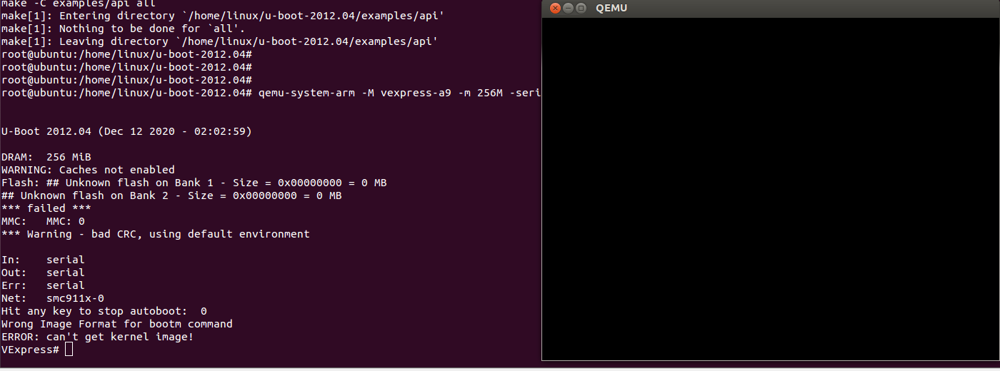 make -C examples/api all
make[1]: Entering directory `/home/linux/u-boot-2012.04/examples/api'
make[1]: Nothing to be done for `all'.
make[1]: Leaving directory `/home/linux/u-boot-2012.04/examples/api'
root@ubuntu:/home/linux/u-boot-2012.04#
root@ubuntu:/home/linux/u-boot-2012.04#
root@ubuntu:/home/linux/u-boot-2012.04#
root@ubuntu:/home/linux/u-boot-2012.04# qemu-system-arm -M vexpress-a9 -m 256M -seri
U-Boot 2012.04 (Dec 12 2020 - 02:02:59)
DRAM:  256 MiB
WARNING: Caches not enabled
Flash: ## Unknown flash on Bank 1 - Size = 0x00000000 = 0 MB
## Unknown flash on Bank 2 - Size = 0x00000000 = 0 MB
*** failed ***
MMC:   MMC: 0
*** Warning - bad CRC, using default environment
In:    serial
Out:   serial
Err:   serial
Net:   smc911x-0
Hit any key to stop autoboot:  0
Wrong Image Format for bootm command
ERROR: can't get kernel image!
VExpress#
QEMU